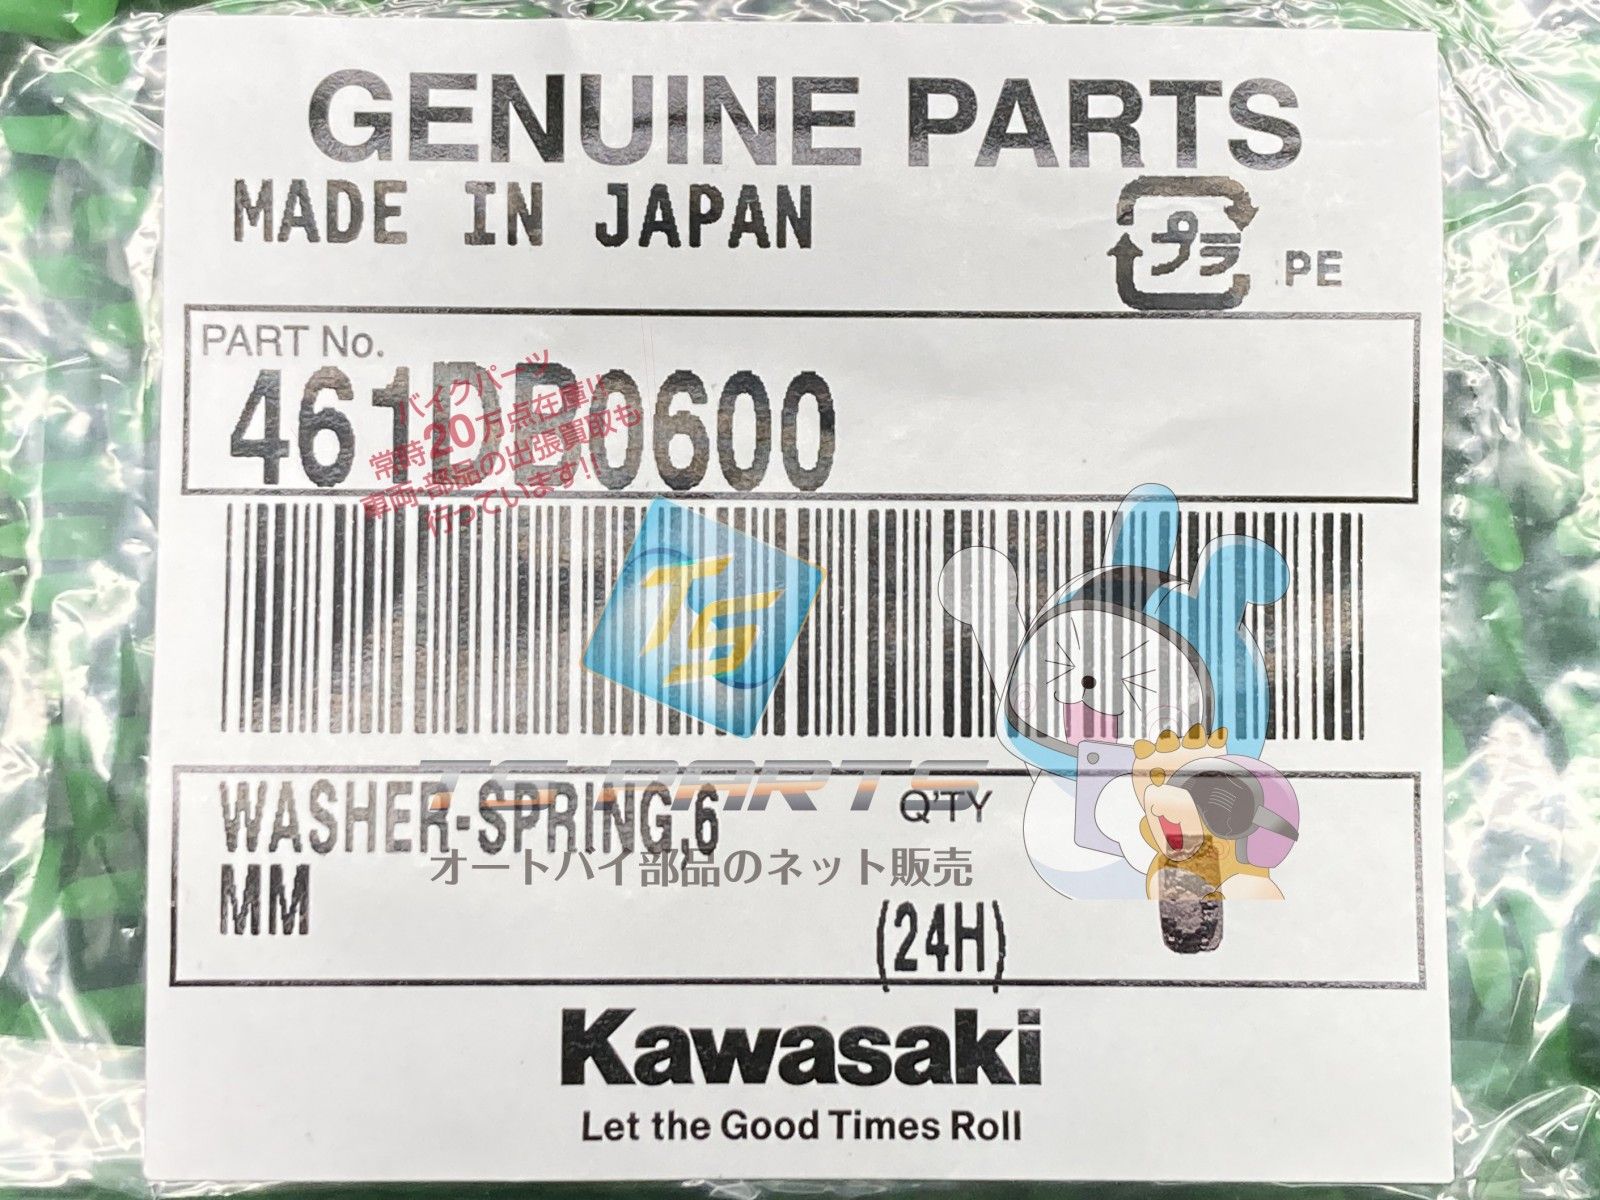 GENUINE PARTS
MADE IN JAPAN
プラ
PE
PART No.
461DB0600
バイクパーツ
常時20万点在庫!!
車両・部品の出張買取も
行っています!!
TS
TS PARTS
オートバイ部品のネット販売
WASHER-SPRING,6
MM
Q'TY
(24H)
Kawasaki
Let the Good Times Roll